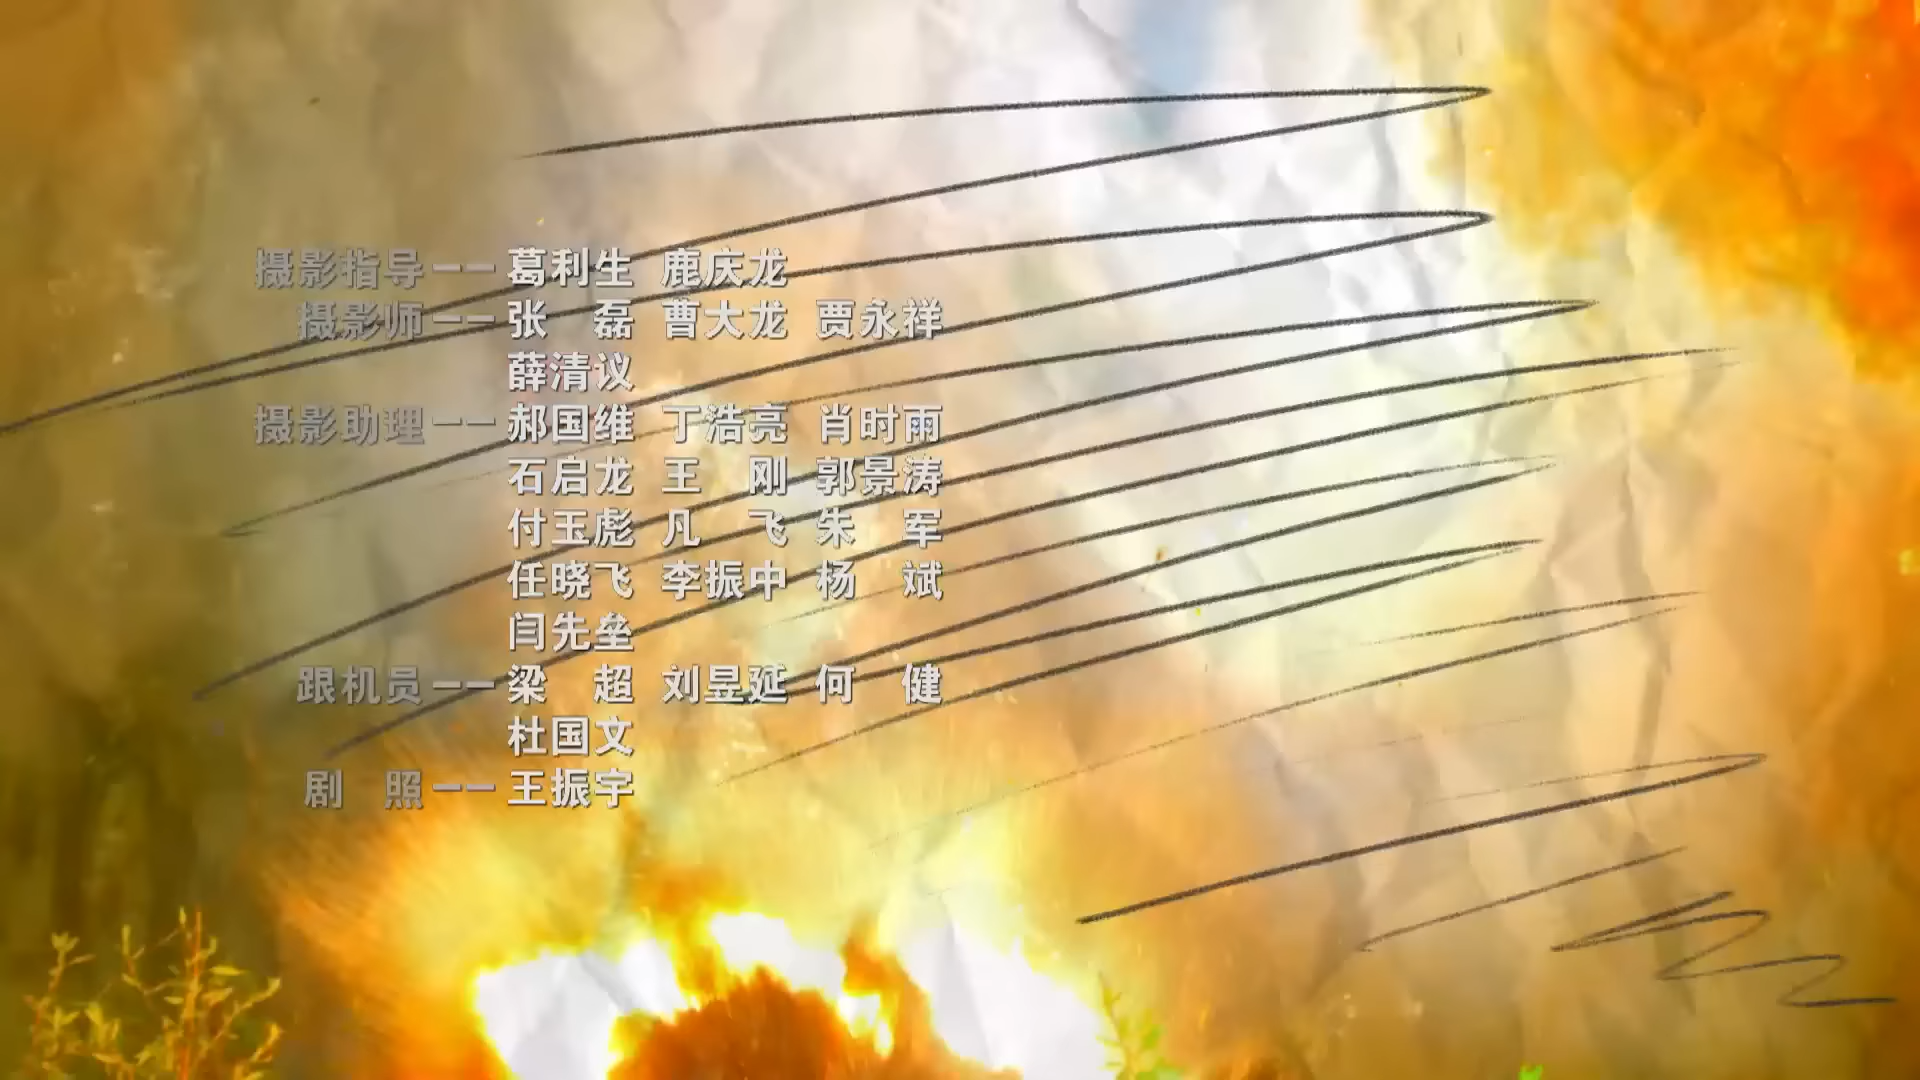 摄影指导——葛利生 鹿庆龙
摄影师——张 磊 曹大龙 贾永祥
薛清议
摄影助理——郝国维 丁浩亮 肖时雨
石启龙 王 刚 郭景涛
付玉彪 凡 飞 朱 军
任晓飞 李振中 杨 斌
闫先垒
跟机员——梁 超 刘昱延 何 健
杜国文
剧 照——王振宇